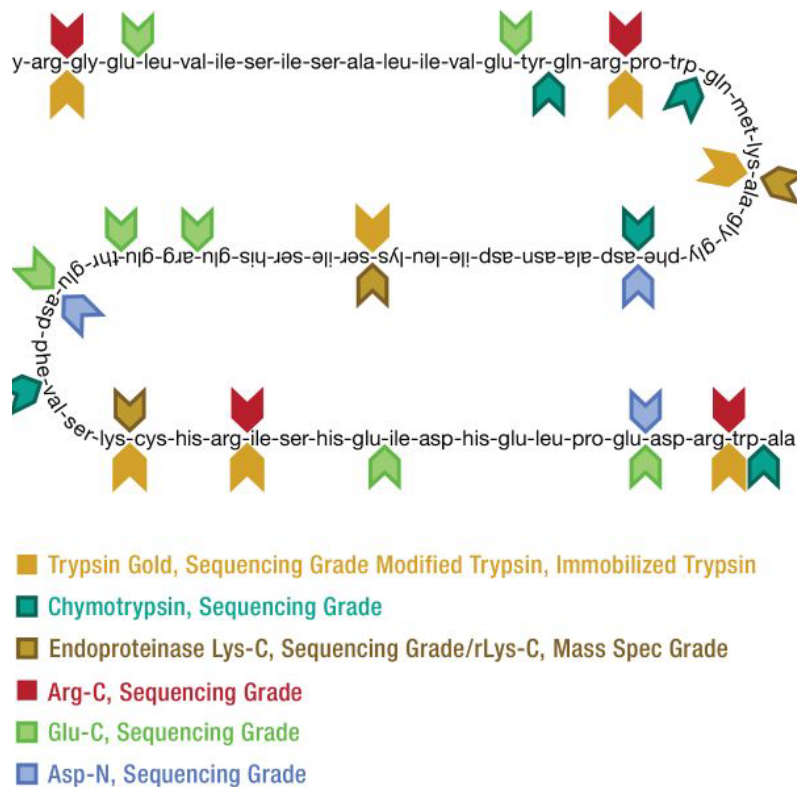 y-arg-gly-glu-leu-val-ile-ser-ile-ser-ala-leu-ile-val-glu-tyr-gln-arg-pro-trp-gln-met-lys-ala-gly-gly-
phe-asp-ala-asn-asp-ile-leu-lys-ser-ile-ser-his-glu-arg-glu-thr-glu-asp-phe-val-ser-
lys-cys-his-arg-ile-ser-his-glu-ile-asp-his-glu-leu-pro-glu-asp-arg-trp-ala
Trypsin Gold, Sequencing Grade Modified Trypsin, Immobilized Trypsin
Chymotrypsin, Sequencing Grade
Endoproteinase Lys-C, Sequencing Grade/rLys-C, Mass Spec Grade
Arg-C, Sequencing Grade
Glu-C, Sequencing Grade
Asp-N, Sequencing Grade